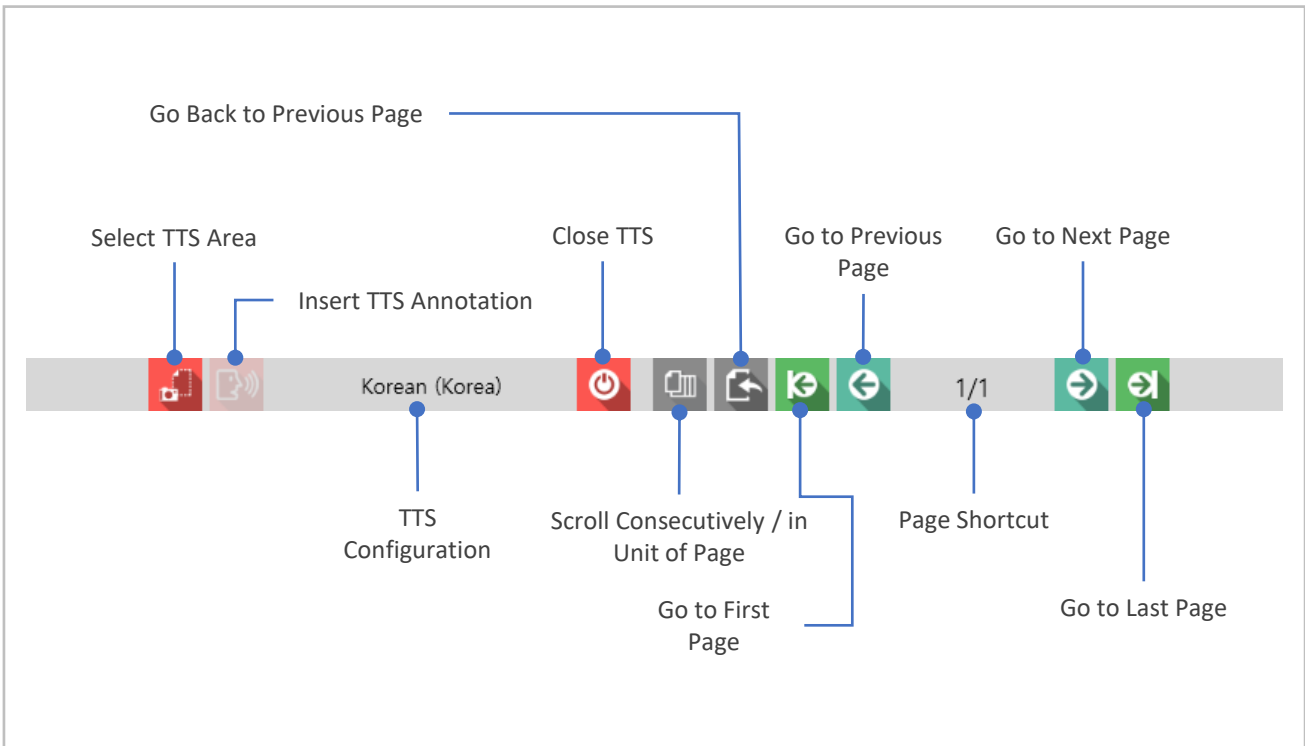 Go Back to Previous Page
Select TTS Area
Close TTS
Go to Previous
Page
Go to Next Page
Insert TTS Annotation
Korean (Korea)
1/1
TTS
Configuration
Scroll Consecutively / in
Unit of Page
Page Shortcut
Go to First
Page
Go to Last Page